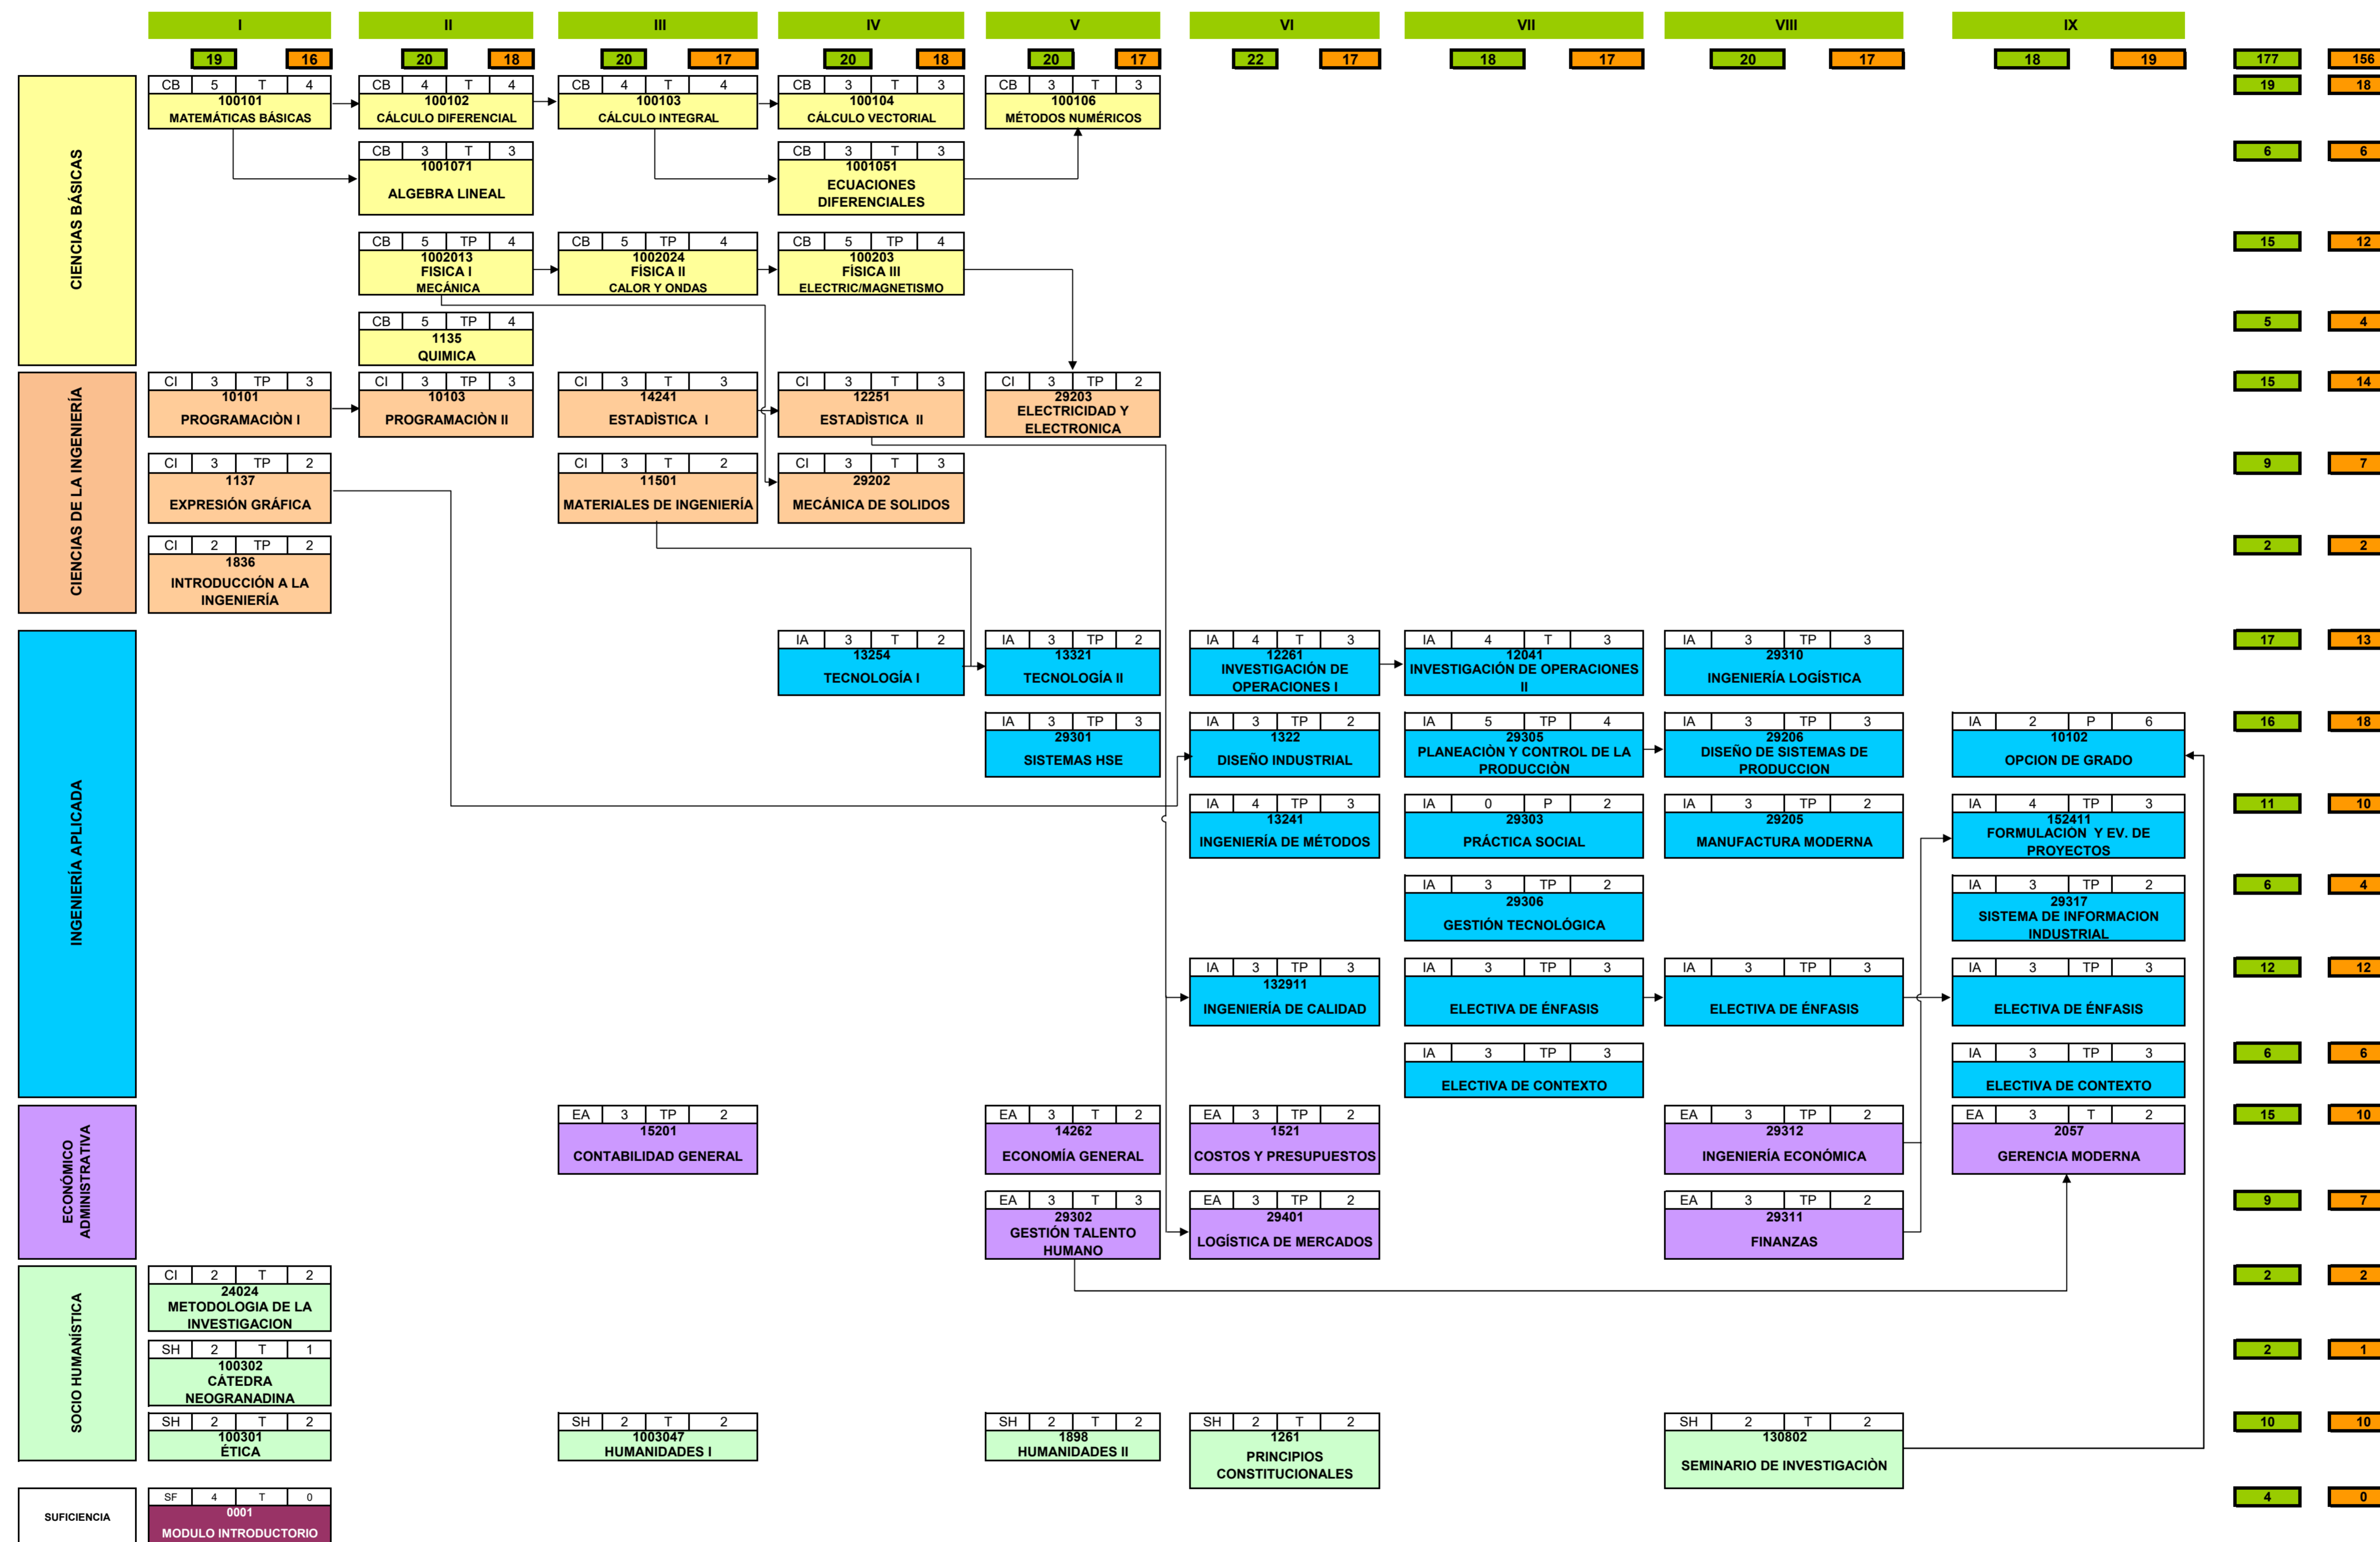 I II III IV V VI VII VIII IX
19 16 20 18 20 17 20 18 20 17 22 17 18 17 20 17 18 19 177 156
CIENCIAS BÁSICAS
CB 5 T 4
100101
MATEMÁTICAS BÁSICAS
CB 4 T 4
100102
CÁLCULO DIFERENCIAL
CB 4 T 4
100103
CÁLCULO INTEGRAL
CB 3 T 3
100104
CÁLCULO VECTORIAL
CB 3 T 3
100106
MÉTODOS NUMÉRICOS
19 18
CB 3 T 3
1001071
ALGEBRA LINEAL
CB 3 T 3
1001051
ECUACIONES
DIFERENCIALES
6 6
CB 5 TP 4
1002013
FISICA I
MECÁNICA
CB 5 TP 4
1002024
FÍSICA II
CALOR Y ONDAS
CB 5 TP 4
100203
FÍSICA III
ELECTRIC/MAGNETISMO
15 12
CB 5 TP 4
1135
QUIMICA
5 4
CIENCIAS DE LA INGENIERÍA
CI 3 TP 3
10101
PROGRAMACIÒN I
CI 3 TP 3
10103
PROGRAMACIÒN II
CI 3 T 3
14241
ESTADÌSTICA I
CI 3 T 3
12251
ESTADÌSTICA II
CI 3 TP 2
29203
ELECTRICIDAD Y
ELECTRONICA
15 14
CI 3 TP 2
1137
EXPRESIÓN GRÁFICA
CI 3 T 2
11501
MATERIALES DE INGENIERÍA
CI 3 T 3
29202
MECÁNICA DE SOLIDOS
9 7
CI 2 TP 2
1836
INTRODUCCIÓN A LA
INGENIERÍA
2 2
INGENIERÍA APLICADA
IA 3 T 2
13254
TECNOLOGÍA I
IA 3 TP 2
13321
TECNOLOGÍA II
IA 4 T 3
12261
INVESTIGACIÓN DE
OPERACIONES I
IA 4 T 3
12041
INVESTIGACIÓN DE OPERACIONES
II
IA 3 TP 3
29310
INGENIERÍA LOGÍSTICA
17 13
IA 3 TP 3
29301
SISTEMAS HSE
IA 3 TP 2
1322
DISEÑO INDUSTRIAL
IA 5 TP 4
29305
PLANEACIÒN Y CONTROL DE LA
PRODUCCIÒN
IA 3 TP 3
29206
DISEÑO DE SISTEMAS DE
PRODUCCION
IA 2 P 6
10102
OPCION DE GRADO
16 18
IA 4 TP 3
13241
INGENIERÍA DE MÉTODOS
IA 0 P 2
29303
PRÁCTICA SOCIAL
IA 3 TP 2
29205
MANUFACTURA MODERNA
IA 4 TP 3
152411
FORMULACIÓN Y EV. DE
PROYECTOS
11 10
IA 3 TP 2
29306
GESTIÓN TECNOLÓGICA
IA 3 TP 2
29317
SISTEMA DE INFORMACION
INDUSTRIAL
6 4
IA 3 TP 3
132911
INGENIERÍA DE CALIDAD
IA 3 TP 3
ELECTIVA DE ÉNFASIS
IA 3 TP 3
ELECTIVA DE ÉNFASIS
IA 3 TP 3
ELECTIVA DE ÉNFASIS
12 12
IA 3 TP 3
ELECTIVA DE CONTEXTO
IA 3 TP 3
ELECTIVA DE CONTEXTO
6 6
ECONÓMICO
ADMINISTRATIVA
EA 3 TP 2
15201
CONTABILIDAD GENERAL
EA 3 T 2
14262
ECONOMÍA GENERAL
EA 3 TP 2
1521
COSTOS Y PRESUPUESTOS
EA 3 TP 2
29312
INGENIERÍA ECONÓMICA
EA 3 T 2
2057
GERENCIA MODERNA
15 10
EA 3 T 3
29302
GESTIÓN TALENTO
HUMANO
EA 3 TP 2
29401
LOGÍSTICA DE MERCADOS
EA 3 TP 2
29311
FINANZAS
9 7
SOCIO HUMANÍSTICA
CI 2 T 2
24024
METODOLOGIA DE LA
INVESTIGACION
2 2
SH 2 T 1
100302
CÁTEDRA
NEOGRANADINA
2 1
SH 2 T 2
100301
ÉTICA
SH 2 T 2
1003047
HUMANIDADES I
SH 2 T 2
1898
HUMANIDADES II
SH 2 T 2
1261
PRINCIPIOS
CONSTITUCIONALES
SH 2 T 2
130802
SEMINARIO DE INVESTIGACIÒN
10 10
SUFICIENCIA
SF 4 T 0
0001
MODULO INTRODUCTORIO
4 0